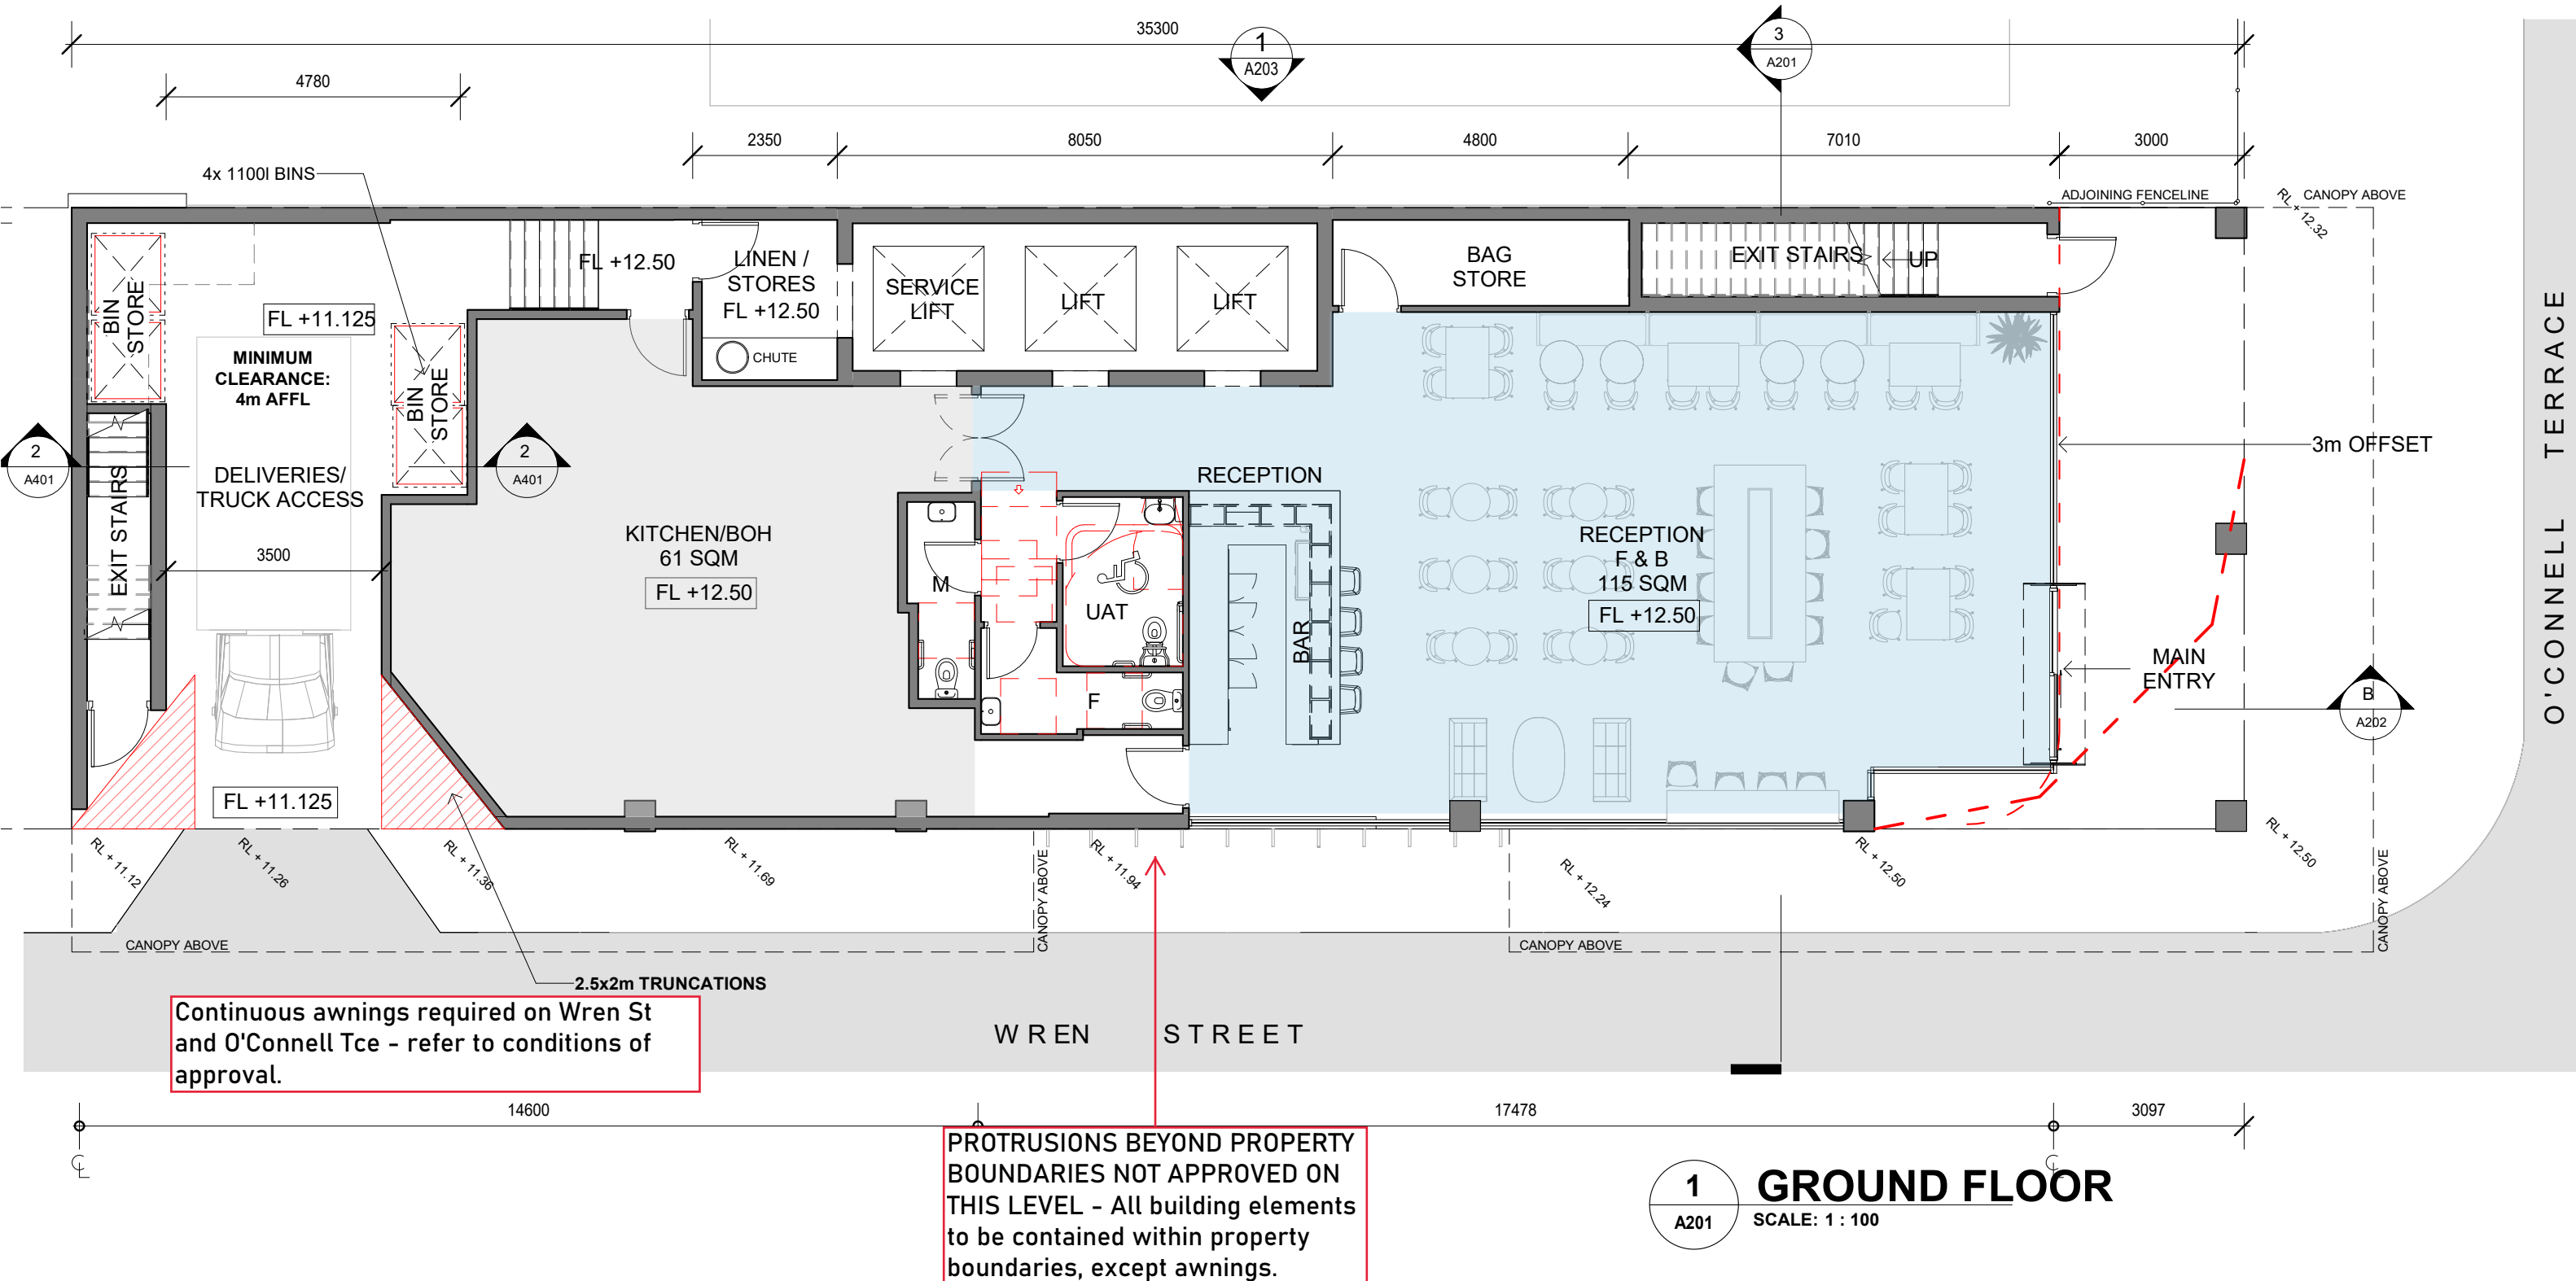 35300
1
A203
3
A201
4780
2350
8050
4800
7010
3000
4x 1100l BINS
ADJOINING FENCELINE
RL + 12.32
CANOPY ABOVE
BIN
STORE
FL +11.125
MINIMUM
CLEARANCE:
4m AFFL
BIN
STORE
FL +12.50
LINEN /
STORES
FL +12.50
CHUTE
SERVICE
LIFT
LIFT
LIFT
BAG
STORE
EXIT STAIRS
UP
3m OFFSET
2
A401
2
A401
EXIT STAIRS
DELIVERIES/
TRUCK ACCESS
3500
KITCHEN/BOH
61 SQM
FL +12.50
M
UAT
F
RECEPTION
BAR
RECEPTION
F & B
115 SQM
FL +12.50
MAIN
ENTRY
B
A202
O'CONNELL TERRACE
FL +11.125
RL + 11.12
RL + 11.26
RL + 11.36
RL + 11.69
RL + 11.94
RL + 12.24
RL + 12.50
RL + 12.50
CANOPY ABOVE
CANOPY ABOVE
CANOPY ABOVE
CANOPY ABOVE
2.5x2m TRUNCATIONS
Continuous awnings required on Wren St
and O'Connell Tce - refer to conditions of
approval.
WREN STREET
14600
17478
3097
PROTRUSIONS BEYOND PROPERTY
BOUNDARIES NOT APPROVED ON
THIS LEVEL - All building elements
to be contained within property
boundaries, except awnings.
1
A201
GROUND FLOOR
SCALE: 1 : 100